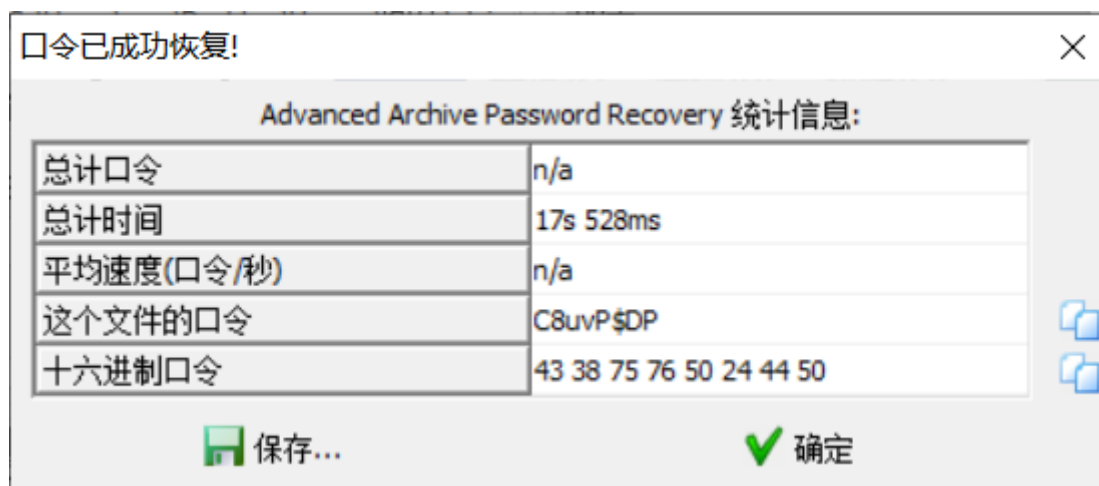 口令已成功恢复!
Advanced Archive Password Recovery 统计信息:
总计口令 n/a
总计时间 17s 528ms
平均速度(口令/秒) n/a
这个文件的口令 C8uvP$DP
十六进制口令 43 38 75 76 50 24 44 50
保存... 确定